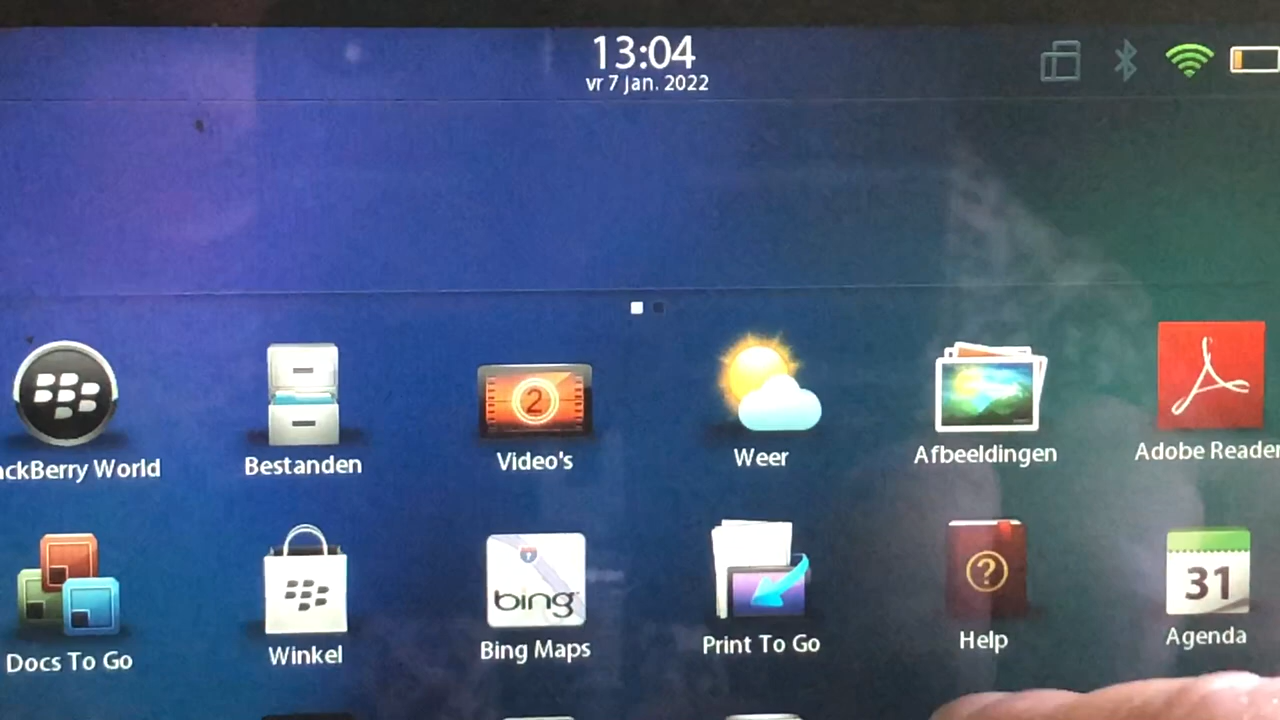 13:04
vr 7 jan. 2022
ackBerry World
Bestanden
2
Video's
Weer
Afbeeldingen
Adobe Reader
Docs To Go
Winkel
bing
Bing Maps
Print To Go
?
Help
31
Agenda